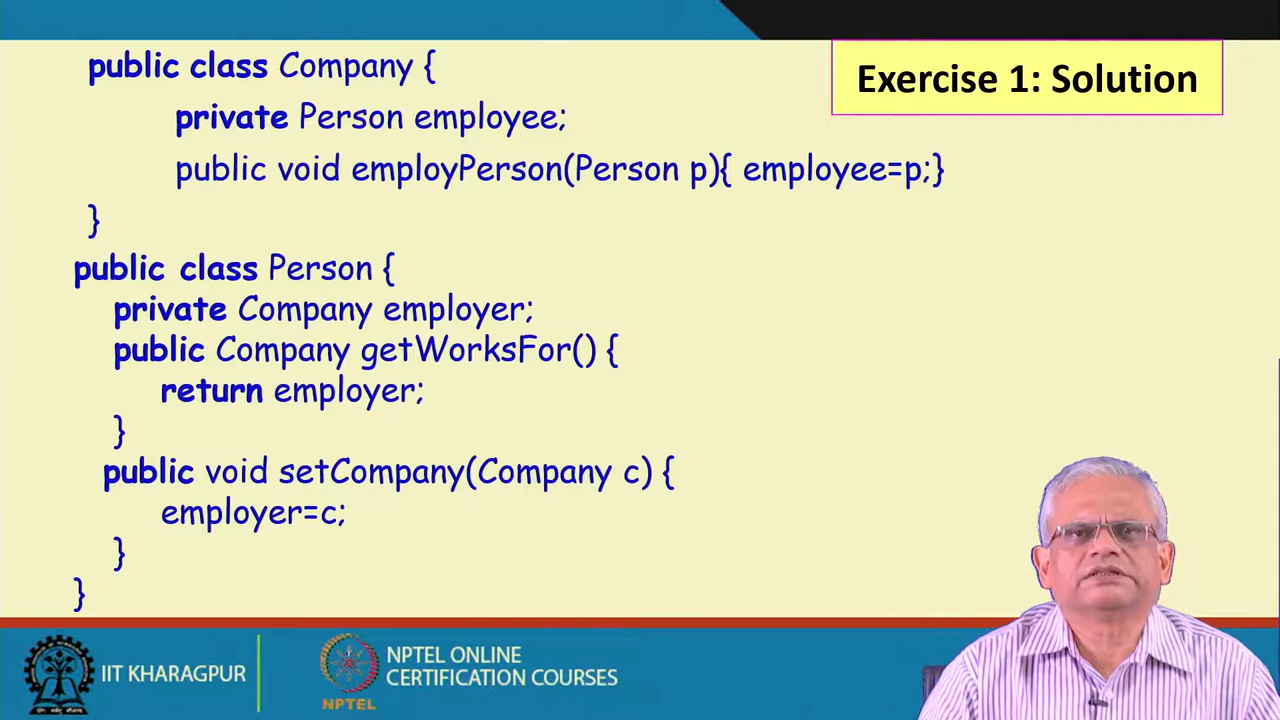 Exercise 1: Solution
public class Company {
private Person employee;
public void employPerson(Person p){ employee=p;}
}
public class Person {
private Company employer;
public Company getWorksFor() {
return employer;
}
public void setCompany(Company c) {
employer=c;
}
}
IIT KHARAGPUR
NPTEL
NPTEL ONLINE
CERTIFICATION COURSES